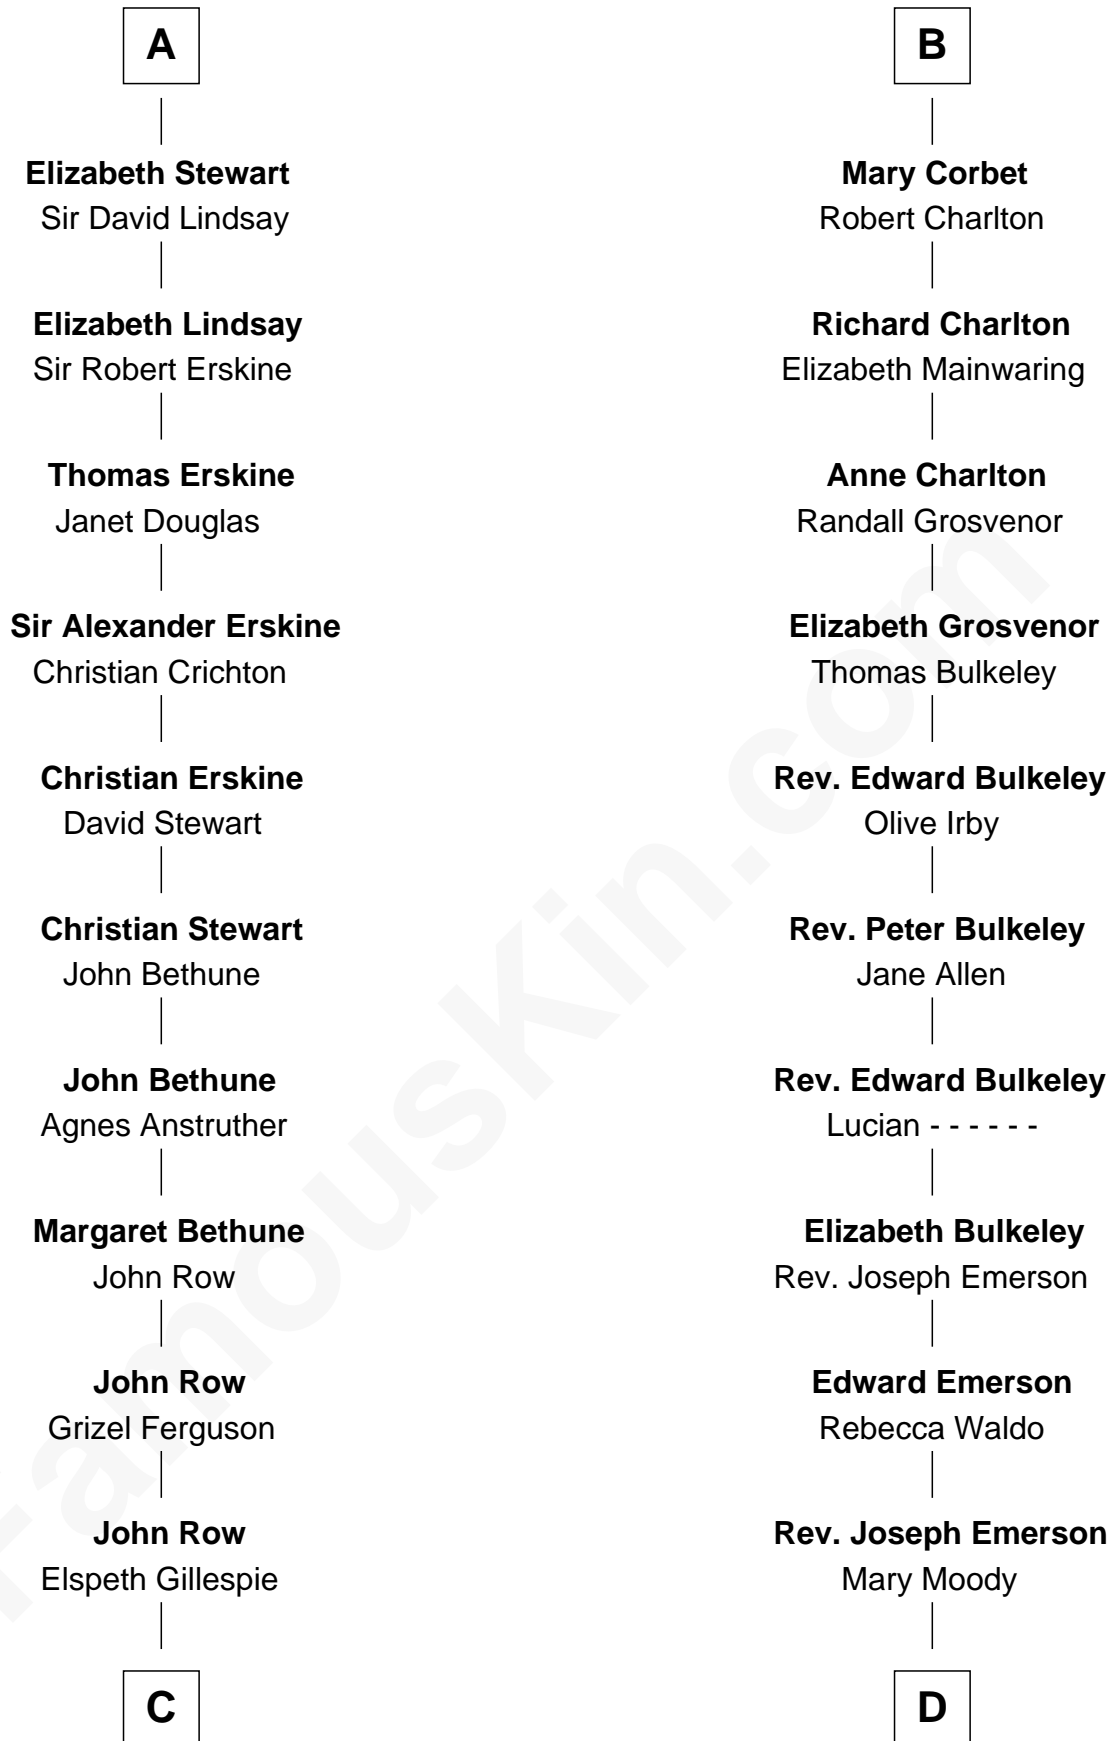 A
Elizabeth Stewart
Sir David Lindsay
Elizabeth Lindsay
Sir Robert Erskine
Thomas Erskine
Janet Douglas
Sir Alexander Erskine
Christian Crichton
Christian Erskine
David Stewart
Christian Stewart
John Bethune
John Bethune
Agnes Anstruther
Margaret Bethune
John Row
John Row
Grizel Ferguson
John Row
Elspeth Gillespie
C
B
Mary Corbet
Robert Charlton
Richard Charlton
Elizabeth Mainwaring
Anne Charlton
Randall Grosvenor
Elizabeth Grosvenor
Thomas Bulkeley
Rev. Edward Bulkeley
Olive Irby
Rev. Peter Bulkeley
Jane Allen
Rev. Edward Bulkeley
Lucian - - - - - -
Elizabeth Bulkeley
Rev. Joseph Emerson
Edward Emerson
Rebecca Waldo
Rev. Joseph Emerson
Mary Moody
D
FamousKin.com